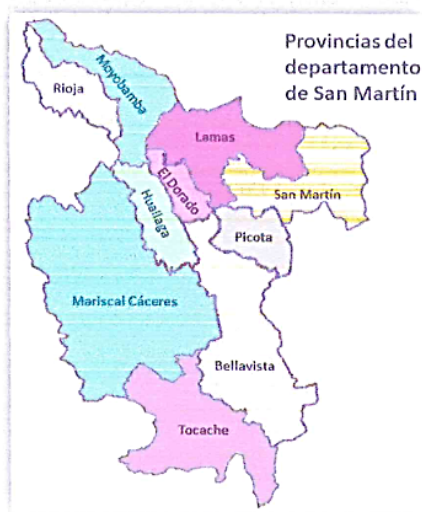 Provincias del
departamento
de San Martín
Moyobamba
Rioja
Lamas
El Dorado
San Martín
Huallaga
Picota
Mariscal Cáceres
Bellavista
Tocache